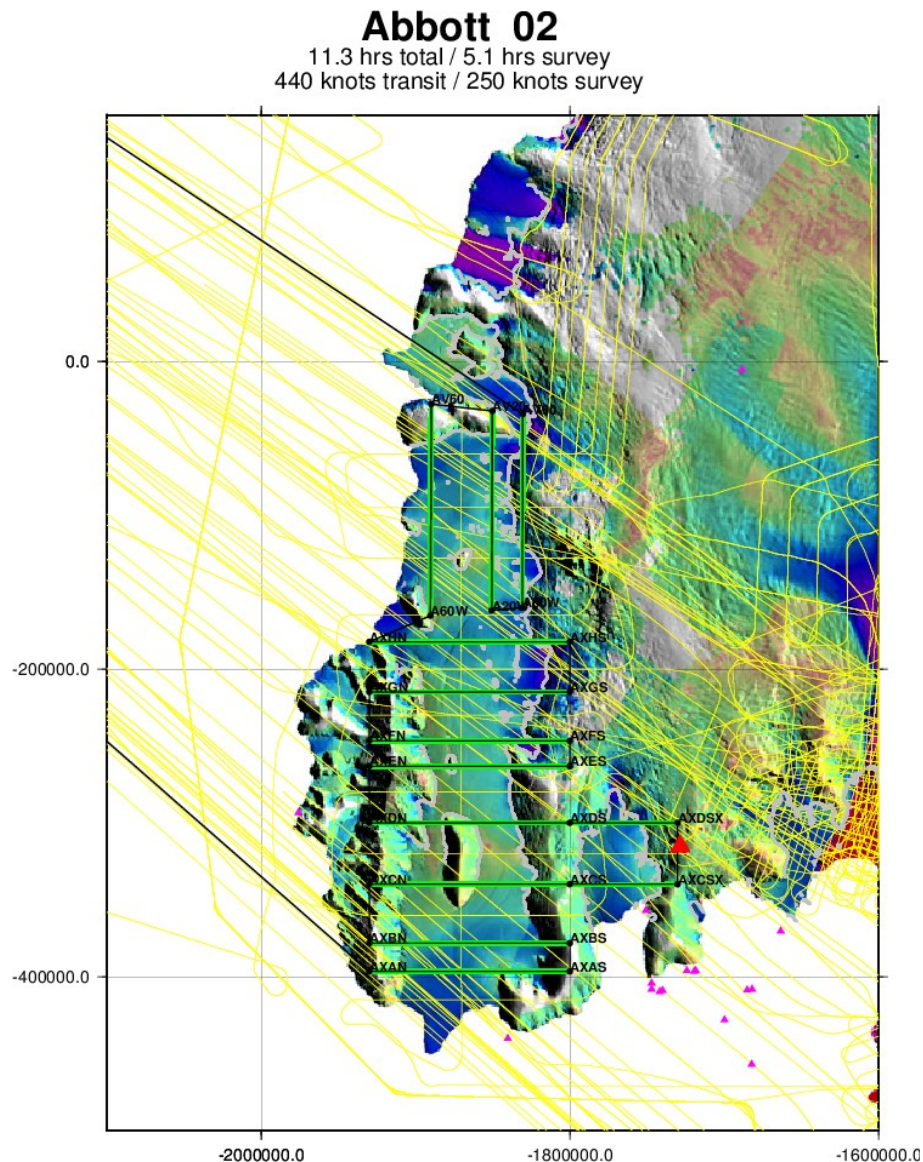 Abbott 02
11.3 hrs total / 5.1 hrs survey
440 knots transit / 250 knots survey
0.0
AV60
A60W
A20W
AXHN
AXHS
-200000.0
AXGN
AXGS
AXFN
AXFS
AXEN
AXES
AXDN
AXDS
AXDSX
AXCN
AXCS
AXCSX
AXBN
AXBS
AXAN
AXAS
-400000.0
-2000000.0
-1800000.0
-1600000.0